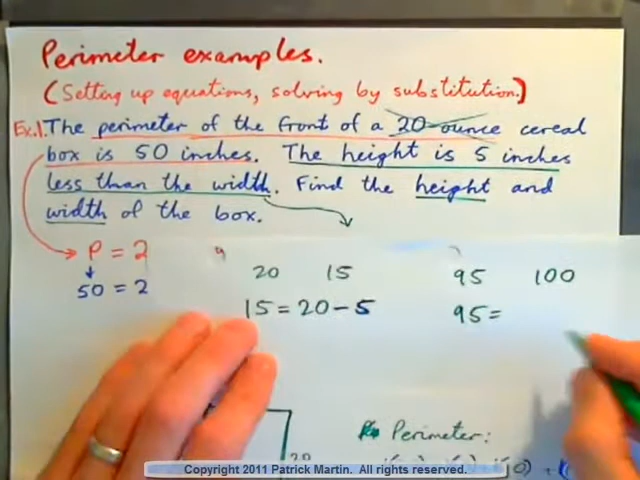 Perimeter examples.
(Setting up equations, solving by substitution.)
Ex.1. The perimeter of the front of a 20-ounce cereal
box is 50 inches. The height is 5 inches
less than the width. Find the height and
width of the box.
P = 2
50 = 2
20 15
15 = 20 - 5
95 100
95 =
Perimeter:
Copyright 2011 Patrick Martin. All rights reserved.